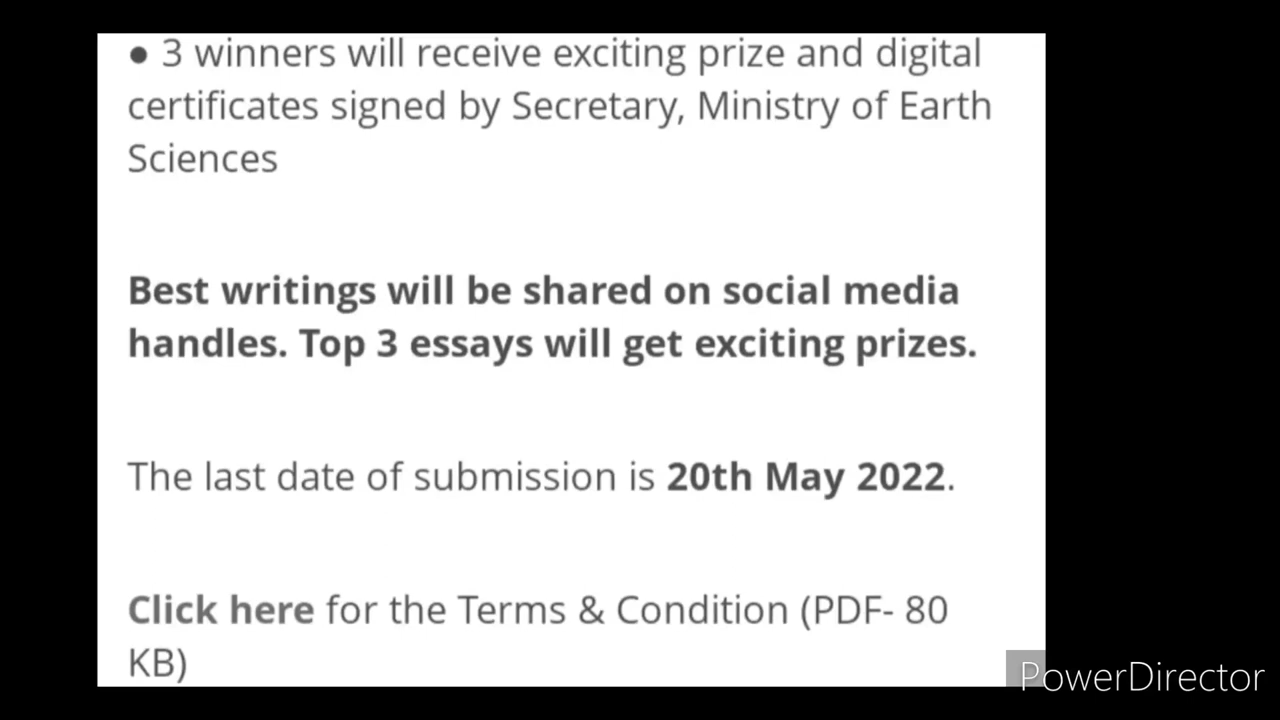 ● 3 winners will receive exciting prize and digital
certificates signed by Secretary, Ministry of Earth
Sciences
Best writings will be shared on social media
handles. Top 3 essays will get exciting prizes.
The last date of submission is 20th May 2022.
Click here for the Terms & Condition (PDF- 80
KB)
PowerDirector